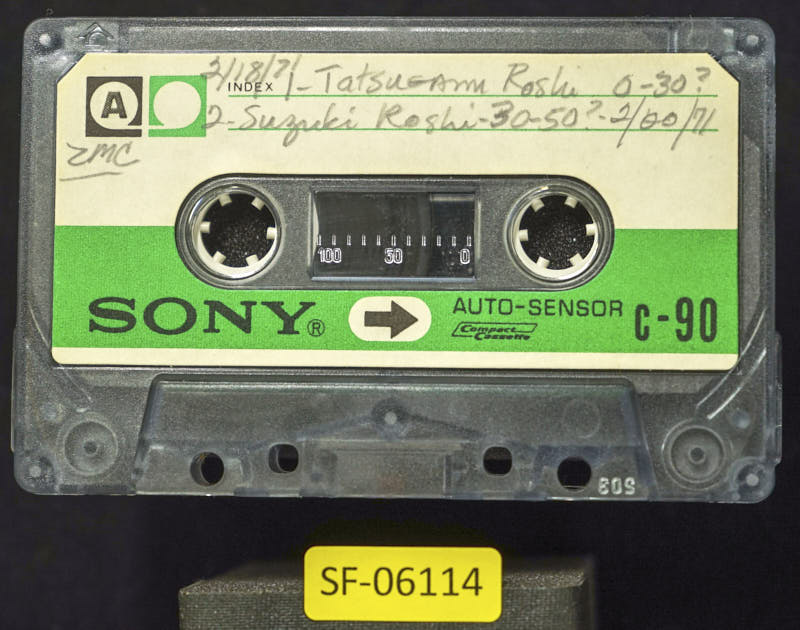 2/18/71
A INDEX 1-Tatsugami Roshi 0-30?
2-Suzuki Roshi-30-50?-2/00/71
ZMC
100 50 0
SONY® AUTO-SENSOR C-90
Compact Cassette
603
SF-06114